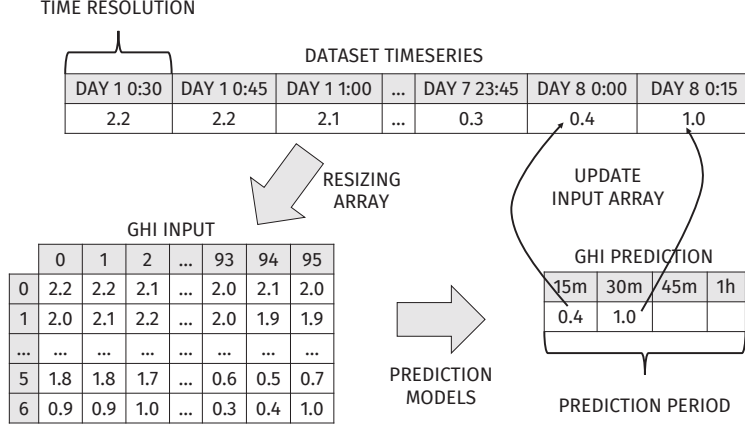 TIME RESOLUTION
DATASET TIMESERIES
DAY 1 0:30 DAY 1 0:45 DAY 1 1:00 ... DAY 7 23:45 DAY 8 0:00 DAY 8 0:15
2.2 2.2 2.1 ... 0.3 0.4 1.0
RESIZING
ARRAY
UPDATE
INPUT ARRAY
GHI INPUT
0 1 2 ... 93 94 95
0 2.2 2.2 2.1 ... 2.0 2.1 2.0
1 2.0 2.1 2.2 ... 2.0 1.9 1.9
... ... ... ... ... ... ... ...
5 1.8 1.8 1.7 ... 0.6 0.5 0.7
6 0.9 0.9 1.0 ... 0.3 0.4 1.0
PREDICTION
MODELS
GHI PREDICTION
15m 30m 45m 1h
0.4 1.0
PREDICTION PERIOD